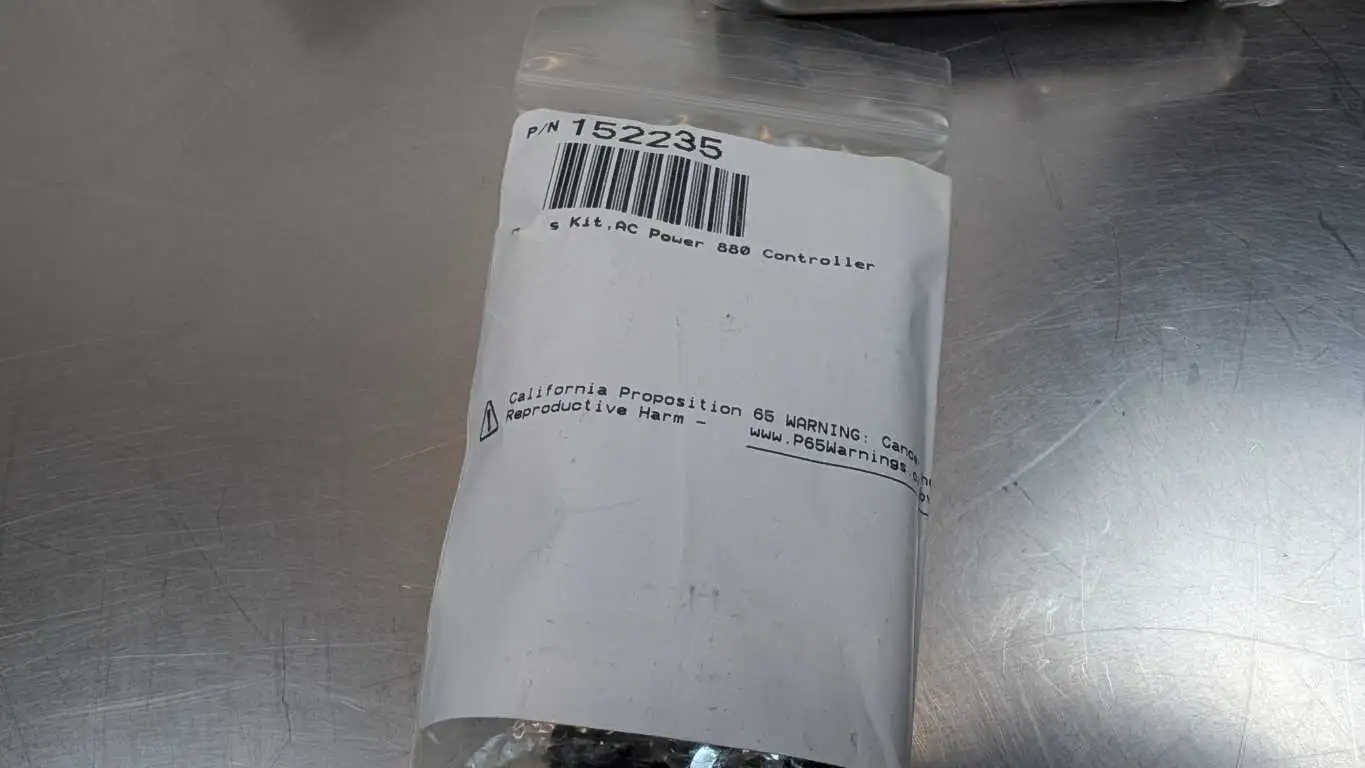 P/N 152235
s Kit,AC Power 880 Controller
California Proposition 65 WARNING:
Reproductive Harm – www.P65Warnings.